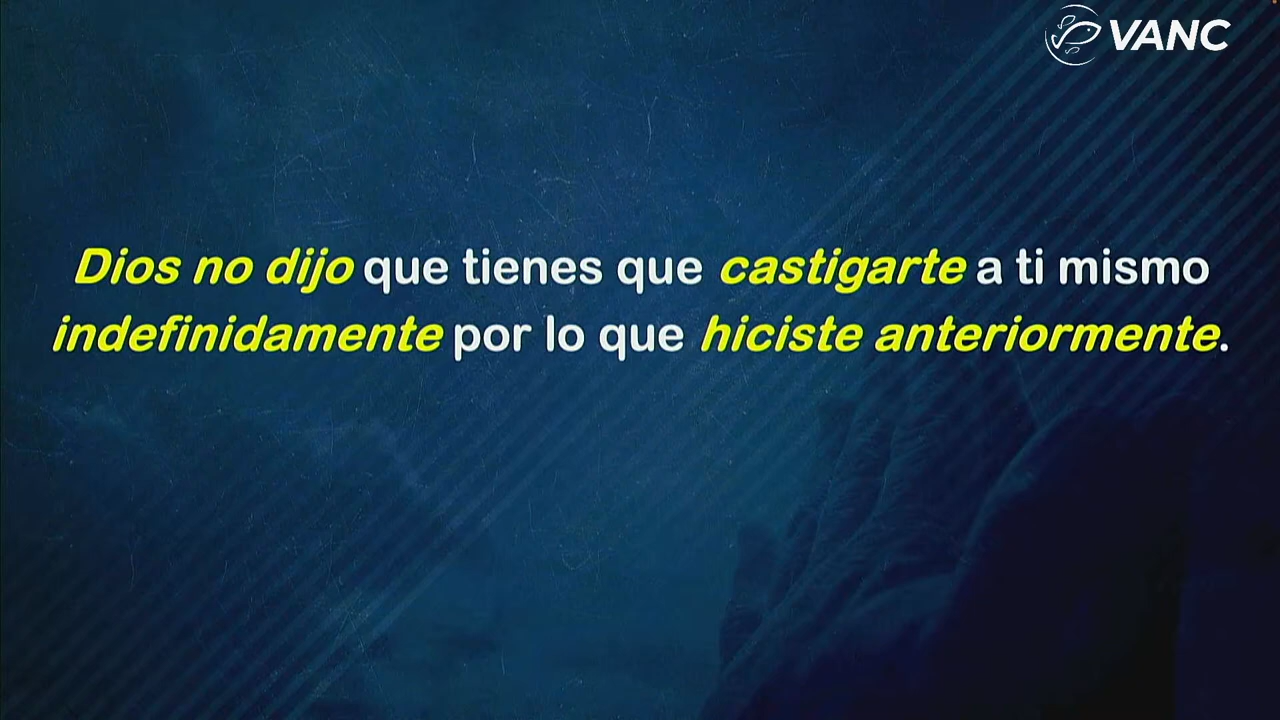 VANC
Dios no dijo que tienes que castigarte a ti mismo
indefinidamente por lo que hiciste anteriormente.